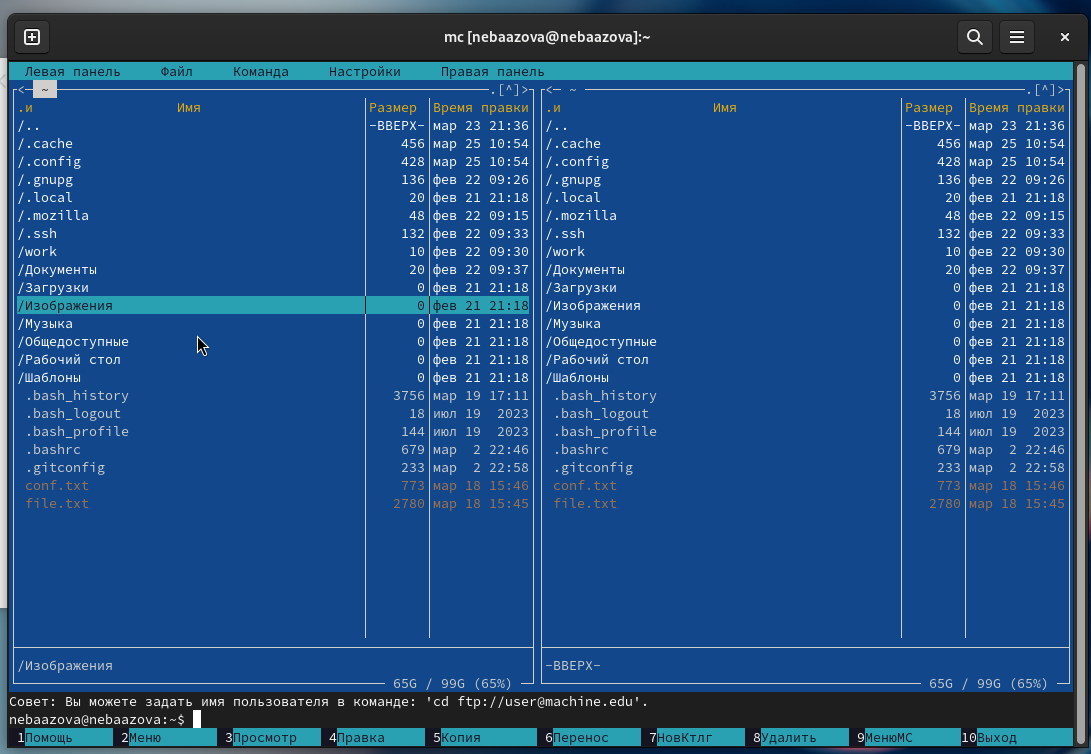 mc [nebaazova@nebaazova]:~
Левая панель Файл Команда Настройки Правая панель
<- ~ .[^]> <- ~ .[^]>
.и Имя Размер Время правки .и Имя Размер Время правки
/.. -ВВЕРХ- мар 23 21:36 /.. -ВВЕРХ- мар 23 21:36
/.cache 456 мар 25 10:54 /.cache 456 мар 25 10:54
/.config 428 мар 25 10:54 /.config 428 мар 25 10:54
/.gnupg 136 фев 22 09:26 /.gnupg 136 фев 22 09:26
/.local 20 фев 21 21:18 /.local 20 фев 21 21:18
/.mozilla 48 фев 22 09:15 /.mozilla 48 фев 22 09:15
/.ssh 132 фев 22 09:33 /.ssh 132 фев 22 09:33
/work 10 фев 22 09:30 /work 10 фев 22 09:30
/Документы 20 фев 22 09:37 /Документы 20 фев 22 09:37
/Загрузки 0 фев 21 21:18 /Загрузки 0 фев 21 21:18
/Изображения 0 фев 21 21:18 /Изображения 0 фев 21 21:18
/Музыка 0 фев 21 21:18 /Музыка 0 фев 21 21:18
/Общедоступные 0 фев 21 21:18 /Общедоступные 0 фев 21 21:18
/Рабочий стол 0 фев 21 21:18 /Рабочий стол 0 фев 21 21:18
/Шаблоны 0 фев 21 21:18 /Шаблоны 0 фев 21 21:18
.bash_history 3756 мар 19 17:11 .bash_history 3756 мар 19 17:11
.bash_logout 18 июл 19 2023 .bash_logout 18 июл 19 2023
.bash_profile 144 июл 19 2023 .bash_profile 144 июл 19 2023
.bashrc 679 мар 2 22:46 .bashrc 679 мар 2 22:46
.gitconfig 233 мар 2 22:58 .gitconfig 233 мар 2 22:58
conf.txt 773 мар 18 15:46 conf.txt 773 мар 18 15:46
file.txt 2780 мар 18 15:45 file.txt 2780 мар 18 15:45
/Изображения -ВВЕРХ-
65G / 99G (65%) 65G / 99G (65%)
Совет: Вы можете задать имя пользователя в команде: 'cd ftp://user@machine.edu'.
nebaazova@nebaazova:~$
1Помощь 2Меню 3Просмотр 4Правка 5Копия 6Перенос 7НовКтлг 8Удалить 9МенюMC 10Выход